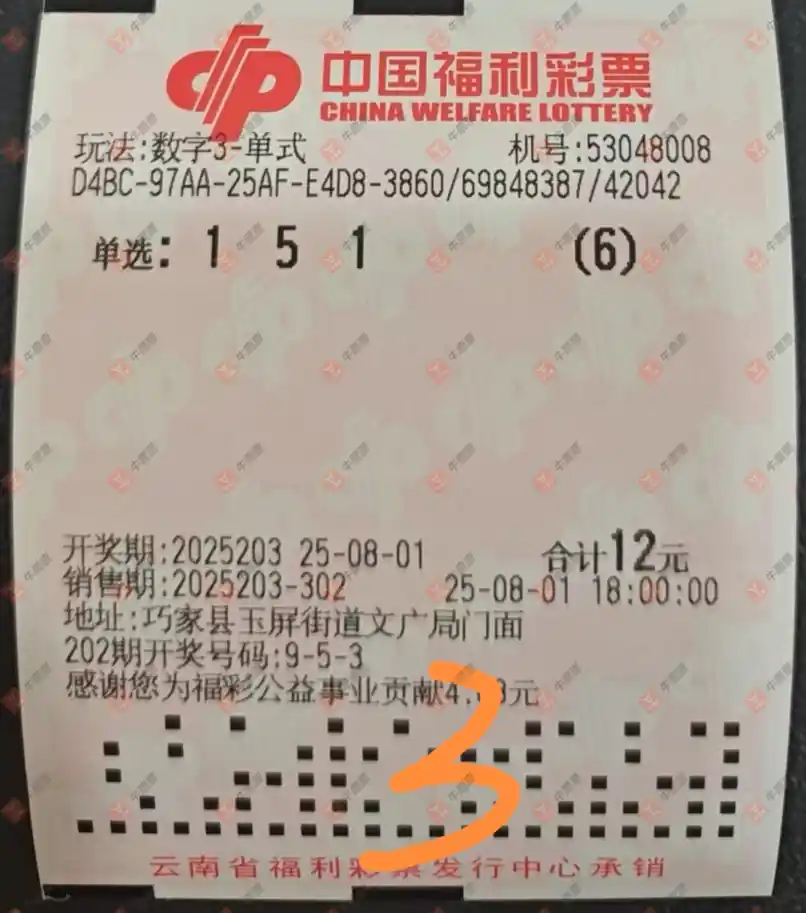 中国福利彩票
CHINA WELFARE LOTTERY
玩法:数字3-单式 机号:53048008
D4BC-97AA-25AF-E4D8-3860/69848387/42042
单选: 1 5 1 (6)
开奖期:2025203 25-08-01 合计12元
销售期:2025203-302 25-08-01 18:00:00
地址:巧家县玉屏街道文广局门面
202期开奖号码:9-5-3
感谢您为福彩公益事业贡献4. 元
3
云南省福利彩票发行中心承销